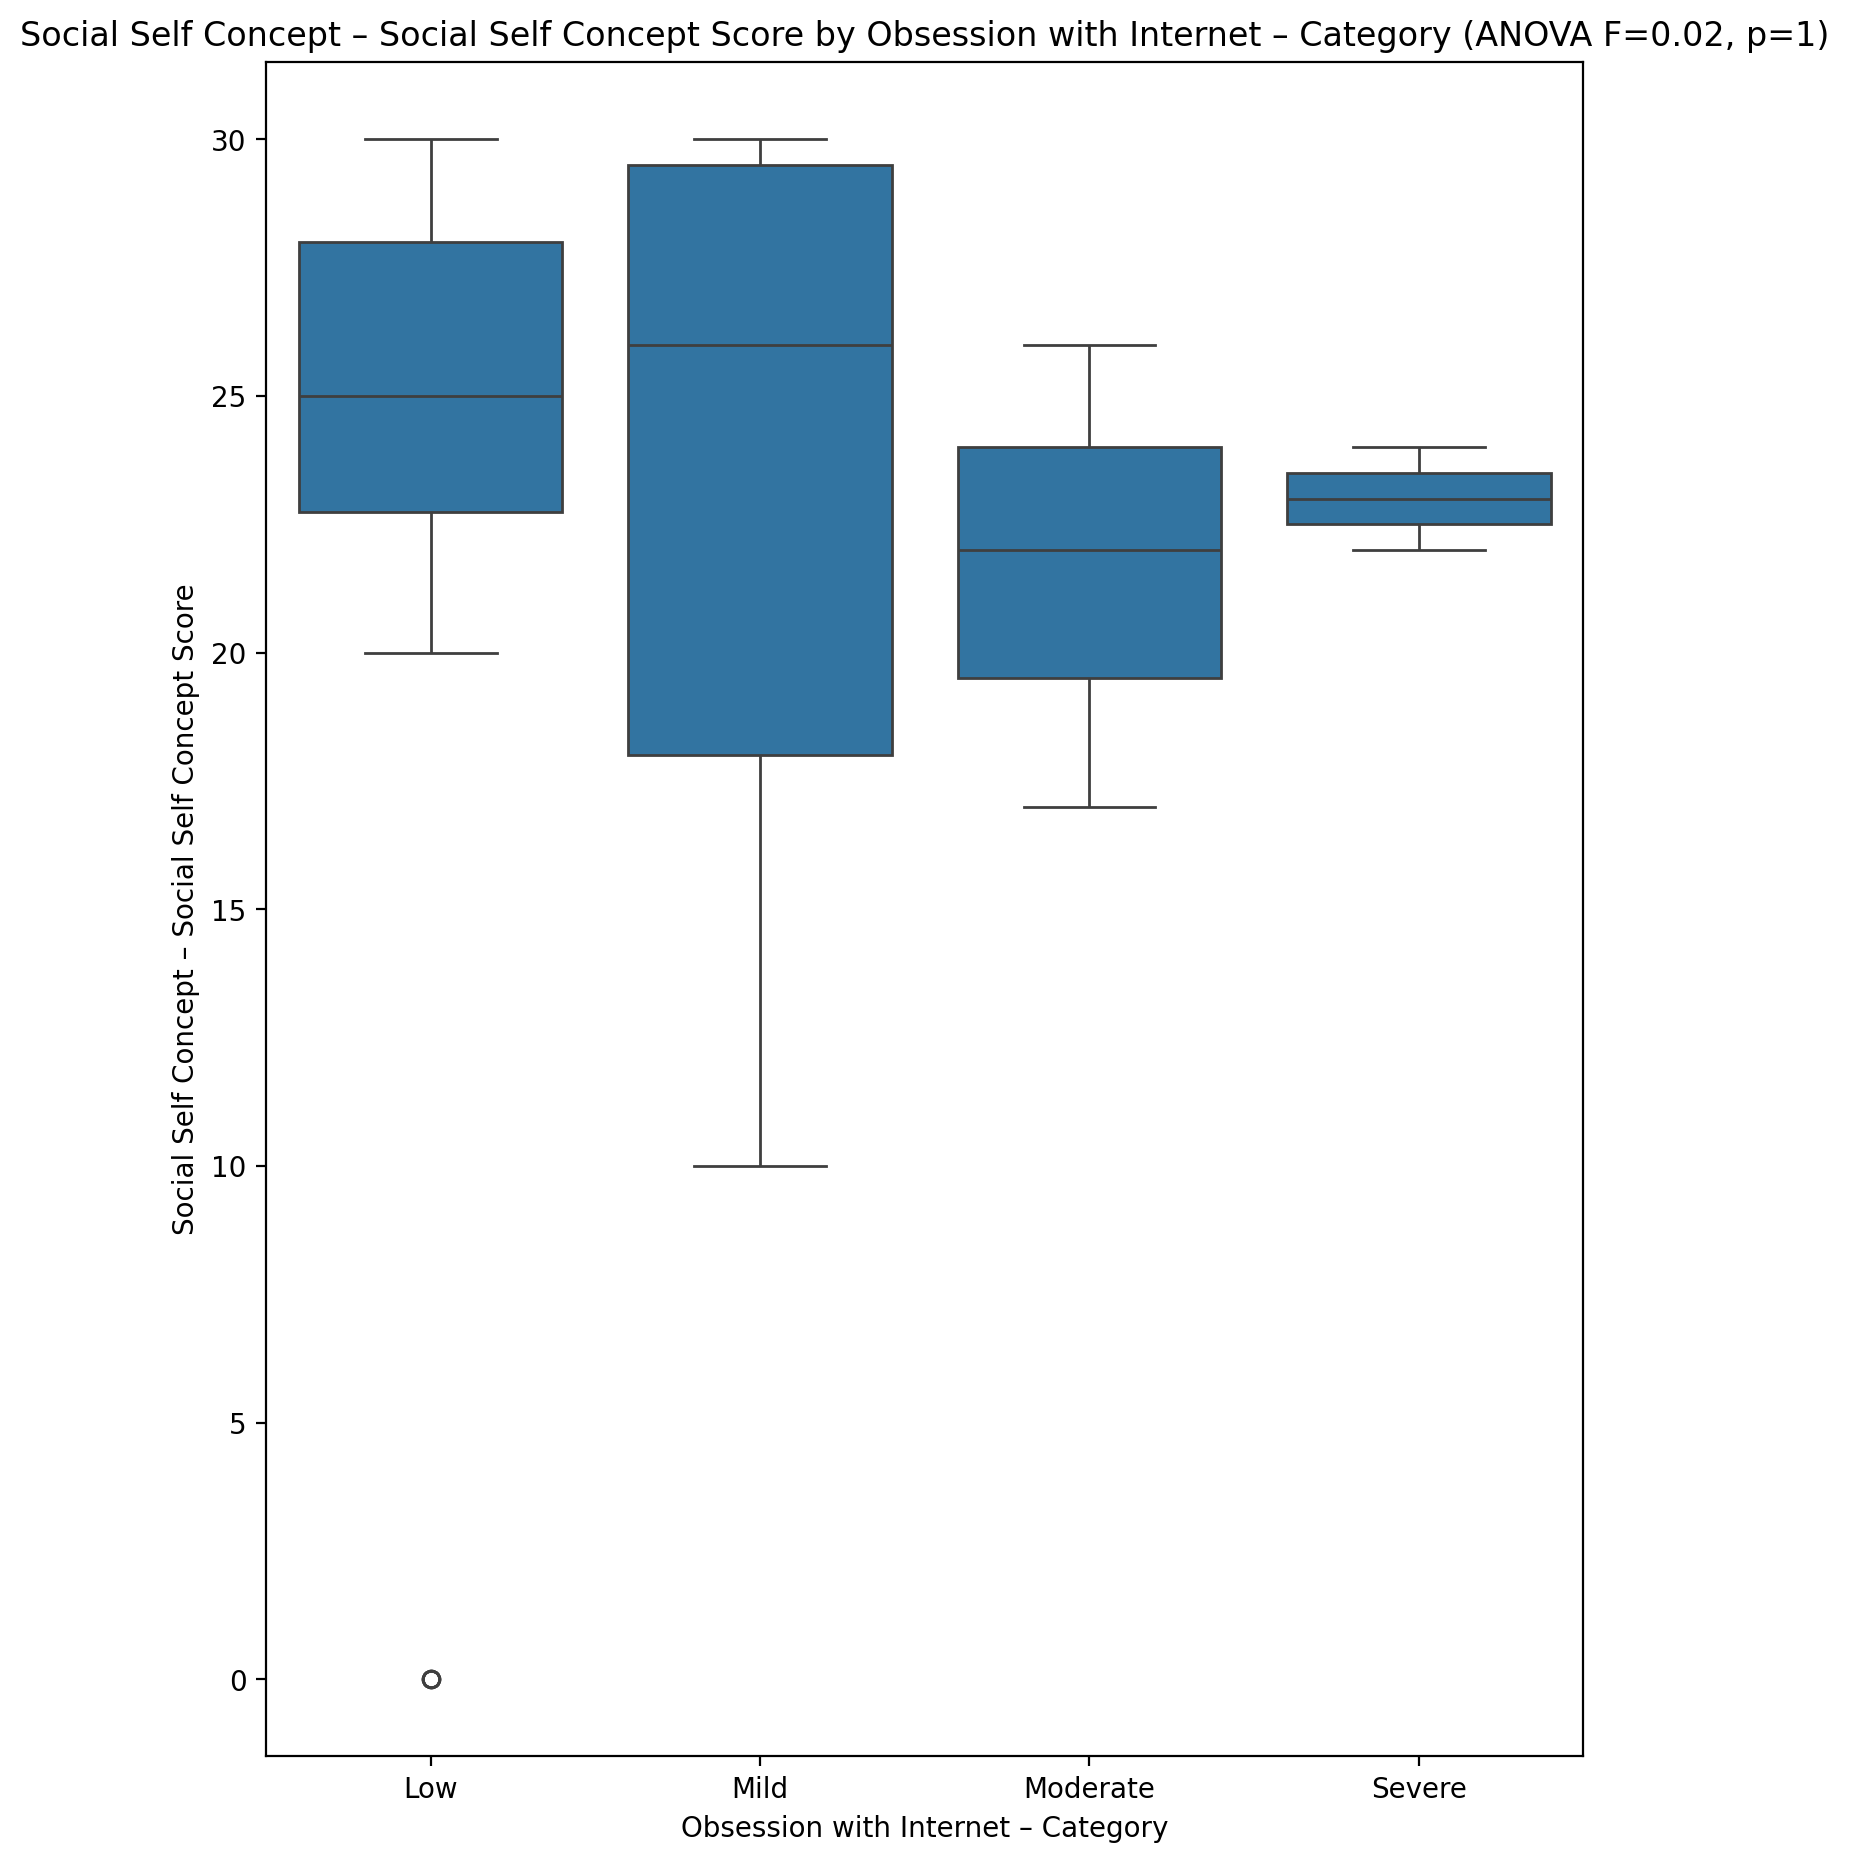 Social Self Concept – Social Self Concept Score by Obsession with Internet – Category (ANOVA F=0.02, p=1)
Social Self Concept – Social Self Concept Score
30
25
20
15
10
5
0
Low Mild Moderate Severe
Obsession with Internet – Category